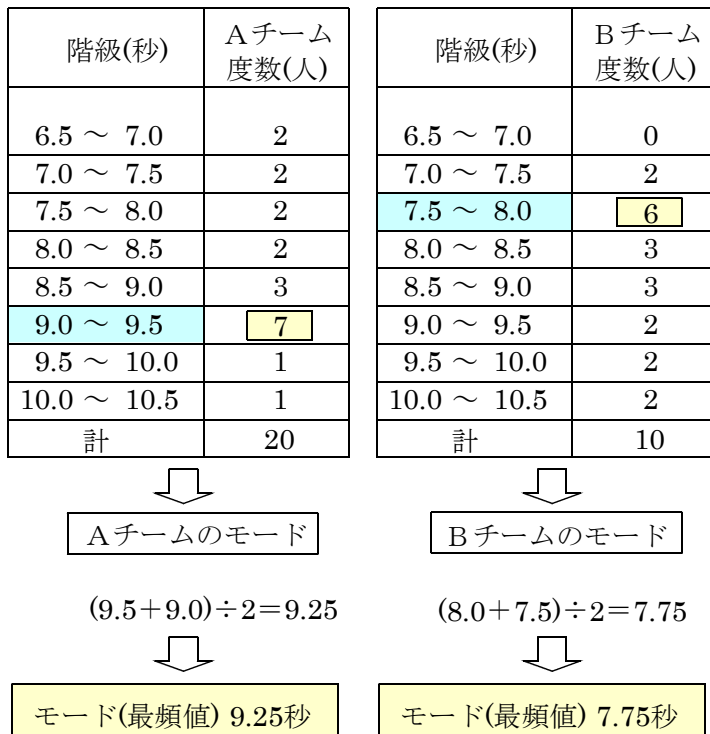 階級(秒) Aチーム度数(人)
6.5 ～ 7.0 2
7.0 ～ 7.5 2
7.5 ～ 8.0 2
8.0 ～ 8.5 2
8.5 ～ 9.0 3
9.0 ～ 9.5 7
9.5 ～ 10.0 1
10.0 ～ 10.5 1
計 20
Aチームのモード
(9.5＋9.0)÷2＝9.25
モード(最頻値) 9.25秒
階級(秒) Bチーム度数(人)
6.5 ～ 7.0 0
7.0 ～ 7.5 2
7.5 ～ 8.0 6
8.0 ～ 8.5 3
8.5 ～ 9.0 3
9.0 ～ 9.5 2
9.5 ～ 10.0 2
10.0 ～ 10.5 2
計 10
Bチームのモード
(8.0＋7.5)÷2＝7.75
モード(最頻値) 7.75秒